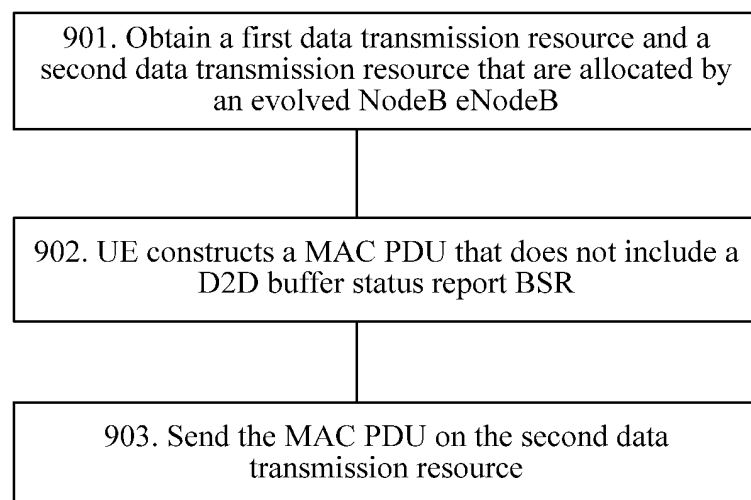 901. Obtain a first data transmission resource and a
second data transmission resource that are allocated by
an evolved NodeB eNodeB
902. UE constructs a MAC PDU that does not include a
D2D buffer status report BSR
903. Send the MAC PDU on the second data
transmission resource